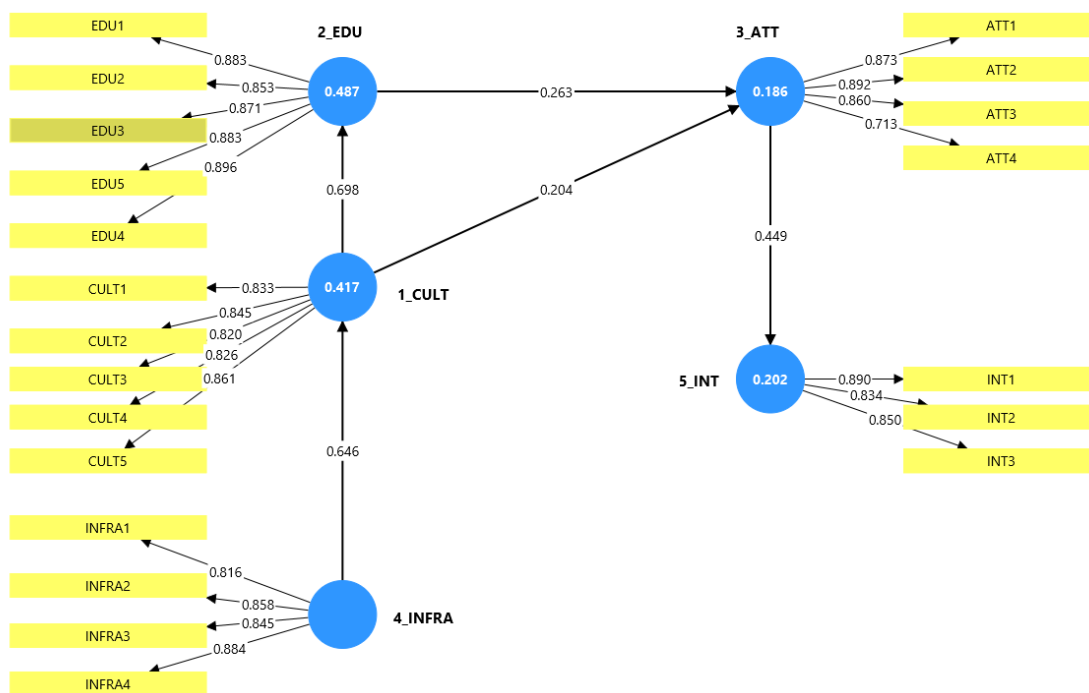 EDU1
EDU2
EDU3
EDU5
EDU4
0.883
0.853
0.871
0.883
0.896
2_EDU
0.487
0.263
3_ATT
0.186
0.873
0.892
0.860
0.713
ATT1
ATT2
ATT3
ATT4
0.698
0.204
0.449
CULT1
CULT2
CULT3
CULT4
CULT5
0.833
0.845
0.820
0.826
0.861
0.417
1_CULT
5_INT
0.202
0.890
0.834
0.850
INT1
INT2
INT3
0.646
INFRA1
INFRA2
INFRA3
INFRA4
0.816
0.858
0.845
0.884
4_INFRA